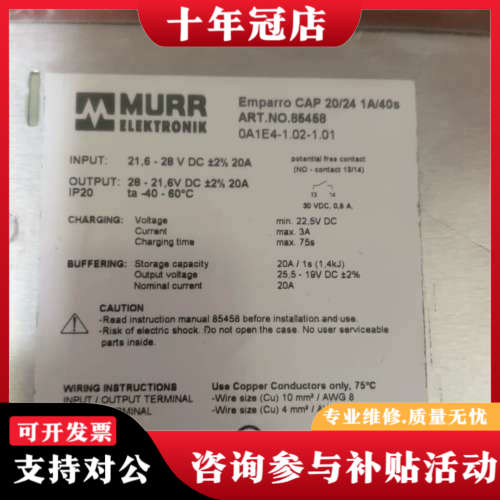 十年冠店
MURR
ELEKTRONIK
Emparro CAP 20/24 1A/40s
ART.NO.85458
0A1E4-1.02-1.01
INPUT: 21,6 - 28 V DC ±2% 20A
OUTPUT: 28 - 21,6V DC ±2% 20A
IP20 ta -40 - 60°C
potential free contact
(NO - contact 13/14)
13 14
30 VDC, 0,6 A,
CHARGING: Voltage min. 22,5V DC
Current max. 3A
Charging time max. 75s
BUFFERING: Storage capacity 20A / 1s (1,4kJ)
Output voltage 25,5 - 19V DC ±2%
Nominal current 20A
CAUTION
-Read instruction manual 85458 before installation and use.
-Risk of electric shock. Do not open the case. No user accessible
WIRING INSTRUCTIONS Use Copper Conductors only, 75°C
INPUT / OUTPUT TERMINAL -Wire size (Cu) 10 mm² / AWG 8
TERMINAL -Wire size (Cu) 4 mm²
专业维修.质量无忧
可开发票
支持对公
咨询参与补贴活动